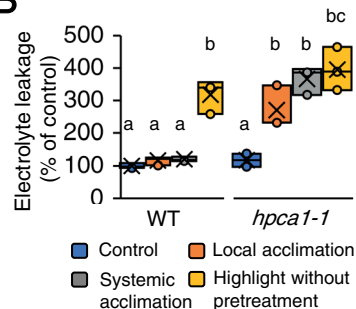 B
Electrolyte leakage
(% of control)
500
400
300
200
100
0
a a a b a b b bc
WT hpca1-1
Control Local acclimation
Systemic acclimation Highlight without pretreatment